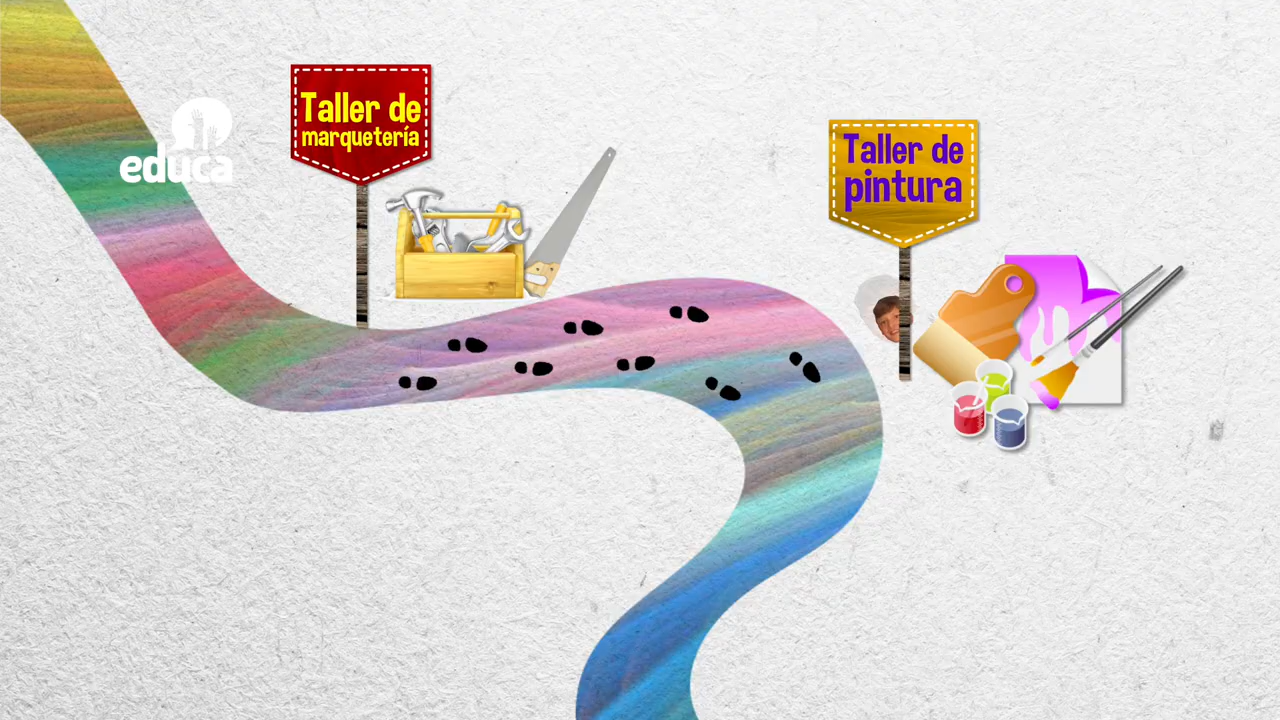 Taller de
marquetería
educa
Taller de
pintura